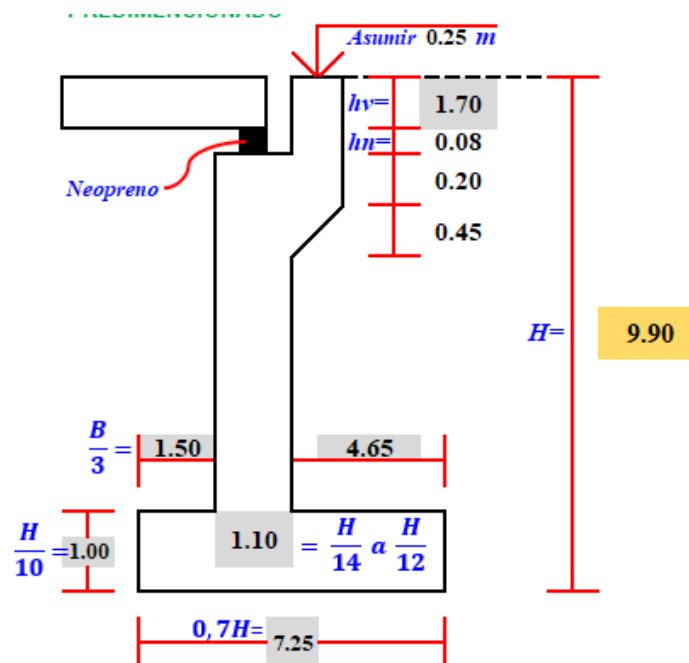 PREDIMENCIONADO
Asumir 0.25 m
hv= 1.70
hn= 0.08
Neopreno
0.20
0.45
H= 9.90
B/3 = 1.50 4.65
H/10 = 1.00
1.10 = H/14 a H/12
0,7H= 7.25